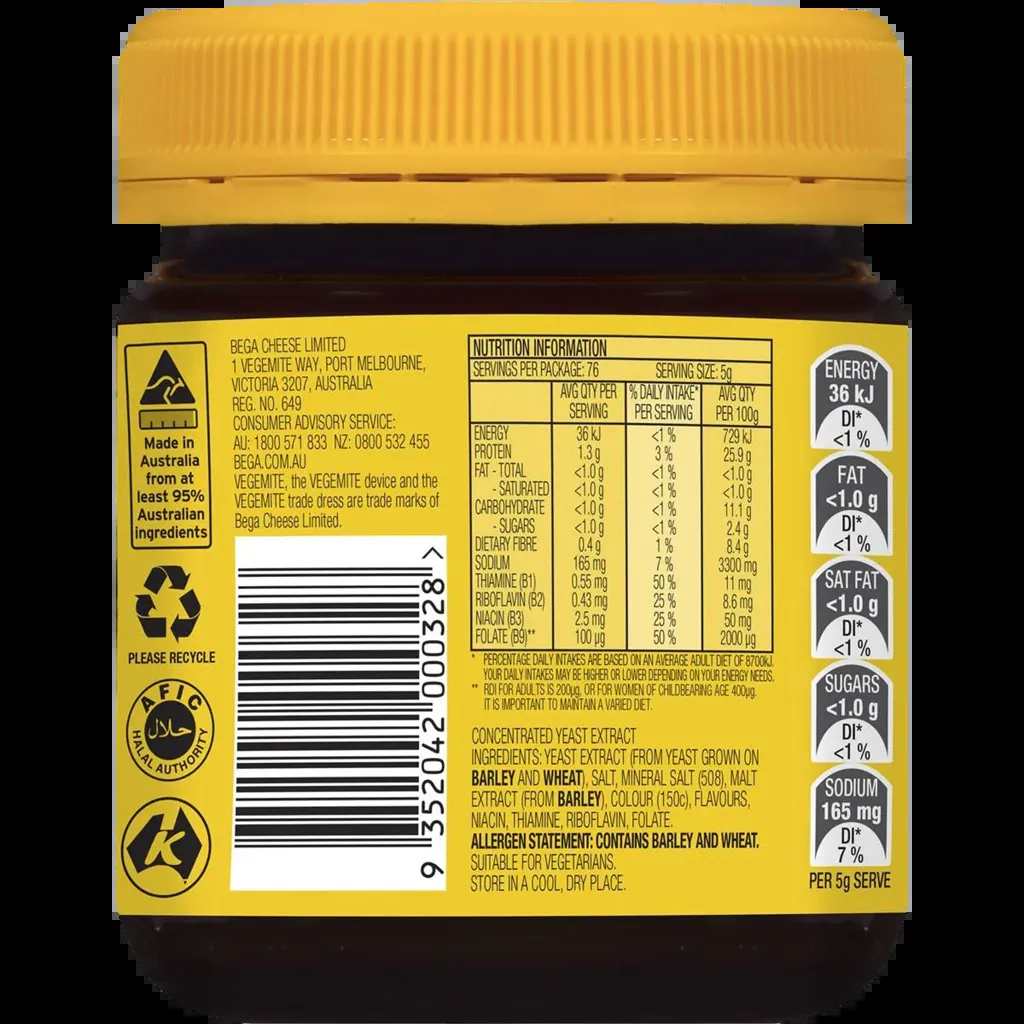 Made in
Australia
from at
least 95%
Australian
ingredients
PLEASE RECYCLE
AFIC
حلال
HALAL AUTHORITY
K
BEGA CHEESE LIMITED
1 VEGEMITE WAY, PORT MELBOURNE,
VICTORIA 3207, AUSTRALIA
REG. NO. 649
CONSUMER ADVISORY SERVICE:
AU: 1800 571 833 NZ: 0800 532 455
BEGA.COM.AU
VEGEMITE, the VEGEMITE device and the
VEGEMITE trade dress are trade marks of
Bega Cheese Limited.
9 352042 000328 >
NUTRITION INFORMATION
SERVINGS PER PACKAGE: 76 SERVING SIZE: 5g
AVG QTY PER SERVING % DAILY INTAKE* PER SERVING AVG QTY PER 100g
ENERGY 36 kJ <1 % 729 kJ
PROTEIN 1.3 g 3 % 25.9 g
FAT - TOTAL <1.0 g <1 % <1.0 g
- SATURATED <1.0 g <1 % <1.0 g
CARBOHYDRATE <1.0 g <1 % 11.1 g
- SUGARS <1.0 g <1 % 2.4 g
DIETARY FIBRE 0.4 g 1 % 8.4 g
SODIUM 165 mg 7 % 3300 mg
THIAMINE (B1) 0.55 mg 50 % 11 mg
RIBOFLAVIN (B2) 0.43 mg 25 % 8.6 mg
NIACIN (B3) 2.5 mg 25 % 50 mg
FOLATE (B9)** 100 µg 50 % 2000 µg
* PERCENTAGE DAILY INTAKES ARE BASED ON AN AVERAGE ADULT DIET OF 8700kJ.
YOUR DAILY INTAKES MAY BE HIGHER OR LOWER DEPENDING ON YOUR ENERGY NEEDS.
** RDI FOR ADULTS IS 200µg, OR FOR WOMEN OF CHILDBEARING AGE 400µg.
IT IS IMPORTANT TO MAINTAIN A VARIED DIET.
CONCENTRATED YEAST EXTRACT
INGREDIENTS: YEAST EXTRACT (FROM YEAST GROWN ON
BARLEY AND WHEAT), SALT, MINERAL SALT (508), MALT
EXTRACT (FROM BARLEY), COLOUR (150c), FLAVOURS,
NIACIN, THIAMINE, RIBOFLAVIN, FOLATE.
ALLERGEN STATEMENT: CONTAINS BARLEY AND WHEAT.
SUITABLE FOR VEGETARIANS.
STORE IN A COOL, DRY PLACE.
ENERGY
36 kJ
DI*
<1 %
FAT
<1.0 g
DI*
<1 %
SAT FAT
<1.0 g
DI*
<1 %
SUGARS
<1.0 g
DI*
<1 %
SODIUM
165 mg
DI*
7 %
PER 5g SERVE